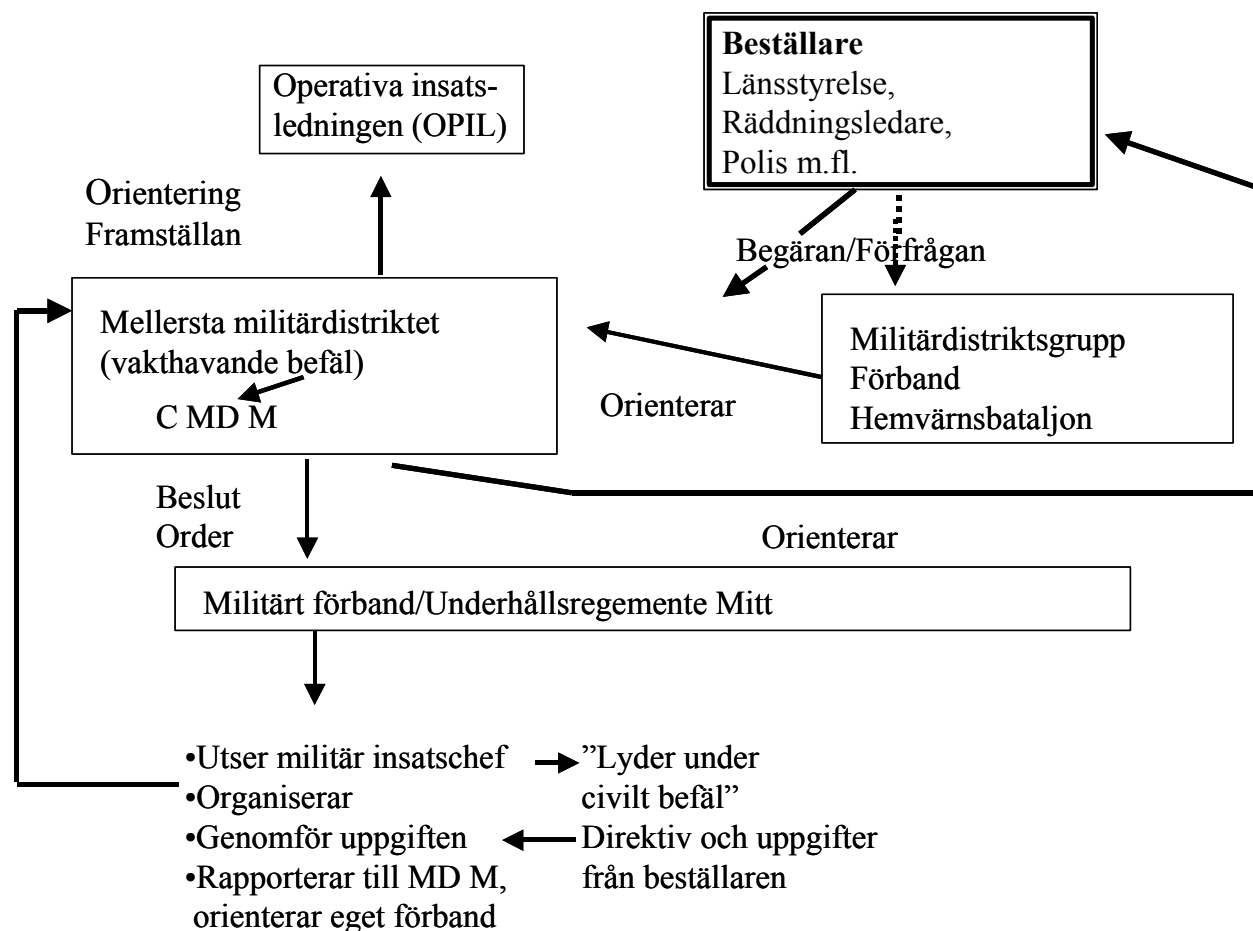 Beställare
Länsstyrelse,
Räddningsledare,
Polis m.fl.
Operativa insats-
ledningen (OPIL)
Orientering
Framställan
Begäran/Förfrågan
Mellersta militärdistriktet
(vakthavande befäl)
C MD M
Militärdistriktsgrupp
Förband
Hemvärnsbataljon
Orienterar
Beslut
Order
Orienterar
Militärt förband/Underhållsregemente Mitt
•Utser militär insatschef
•Organiserar
•Genomför uppgiften
•Rapporterar till MD M,
orienterar eget förband
”Lyder under
civilt befäl”
Direktiv och uppgifter
från beställaren